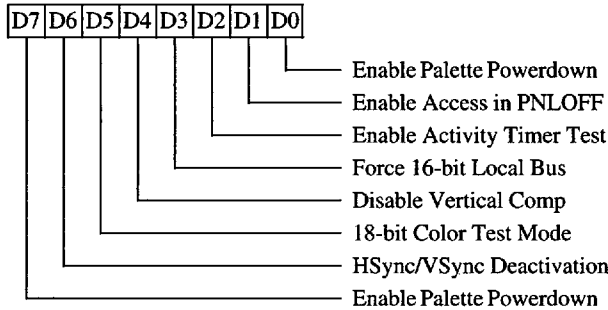 D7 D6 D5 D4 D3 D2 D1 D0
Enable Palette Powerdown
Enable Access in PNLOFF
Enable Activity Timer Test
Force 16-bit Local Bus
Disable Vertical Comp
18-bit Color Test Mode
HSync/VSync Deactivation
Enable Palette Powerdown